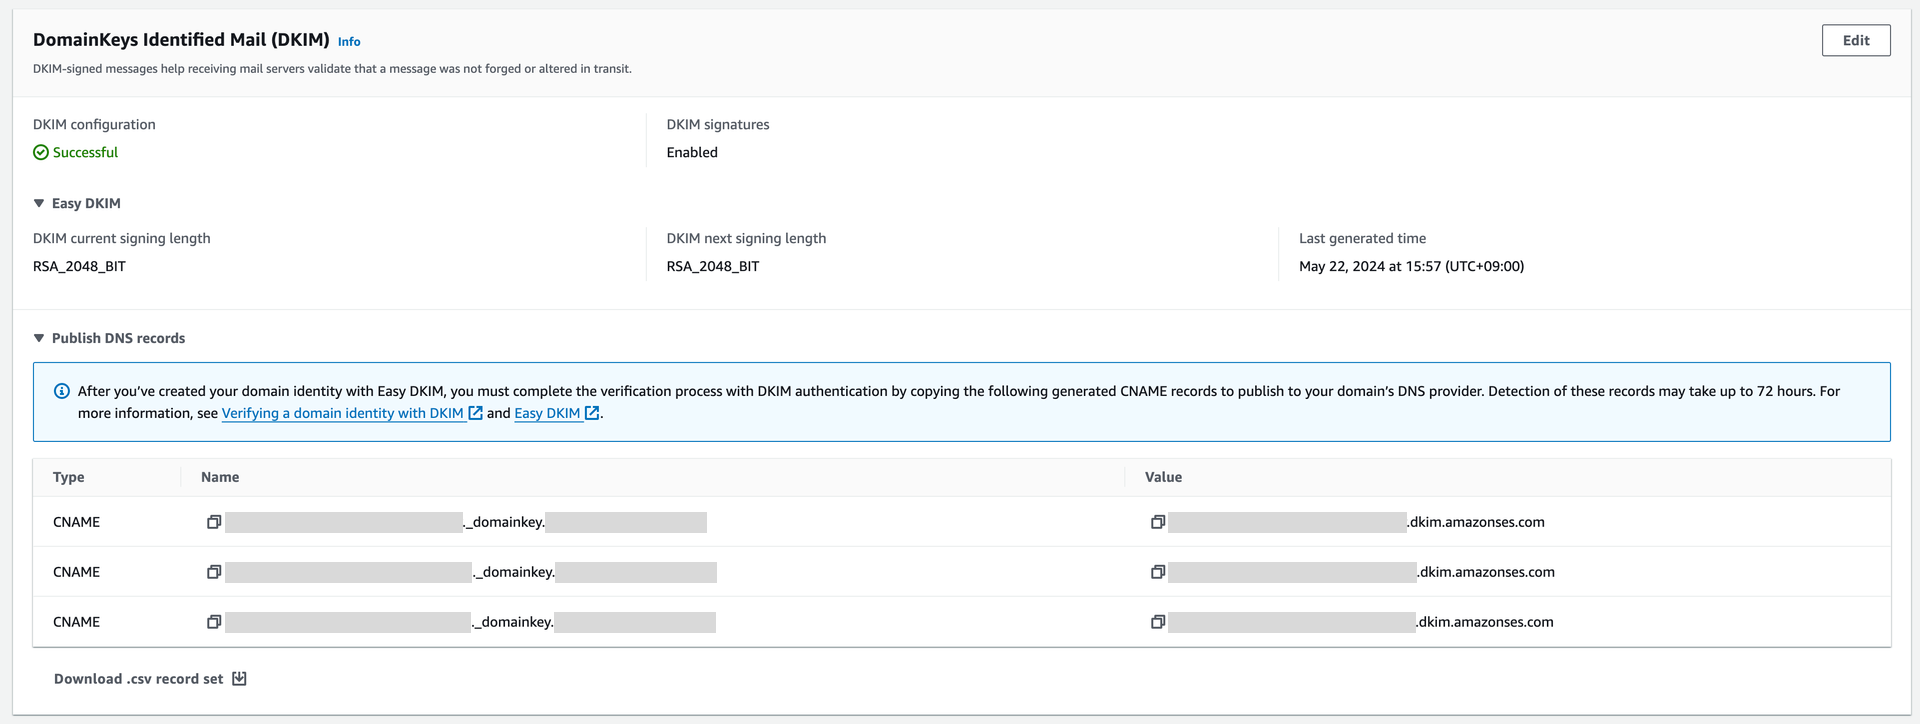 DomainKeys Identified Mail (DKIM) Info
Edit
DKIM-signed messages help receiving mail servers validate that a message was not forged or altered in transit.
DKIM configuration
Successful
DKIM signatures
Enabled
Easy DKIM
DKIM current signing length
RSA_2048_BIT
DKIM next signing length
RSA_2048_BIT
Last generated time
May 22, 2024 at 15:57 (UTC+09:00)
Publish DNS records
After you’ve created your domain identity with Easy DKIM, you must complete the verification process with DKIM authentication by copying the following generated CNAME records to publish to your domain’s DNS provider. Detection of these records may take up to 72 hours. For
more information, see Verifying a domain identity with DKIM and Easy DKIM.
Type Name Value
CNAME ._domainkey. .dkim.amazonses.com
CNAME ._domainkey. .dkim.amazonses.com
CNAME ._domainkey. .dkim.amazonses.com
Download .csv record set